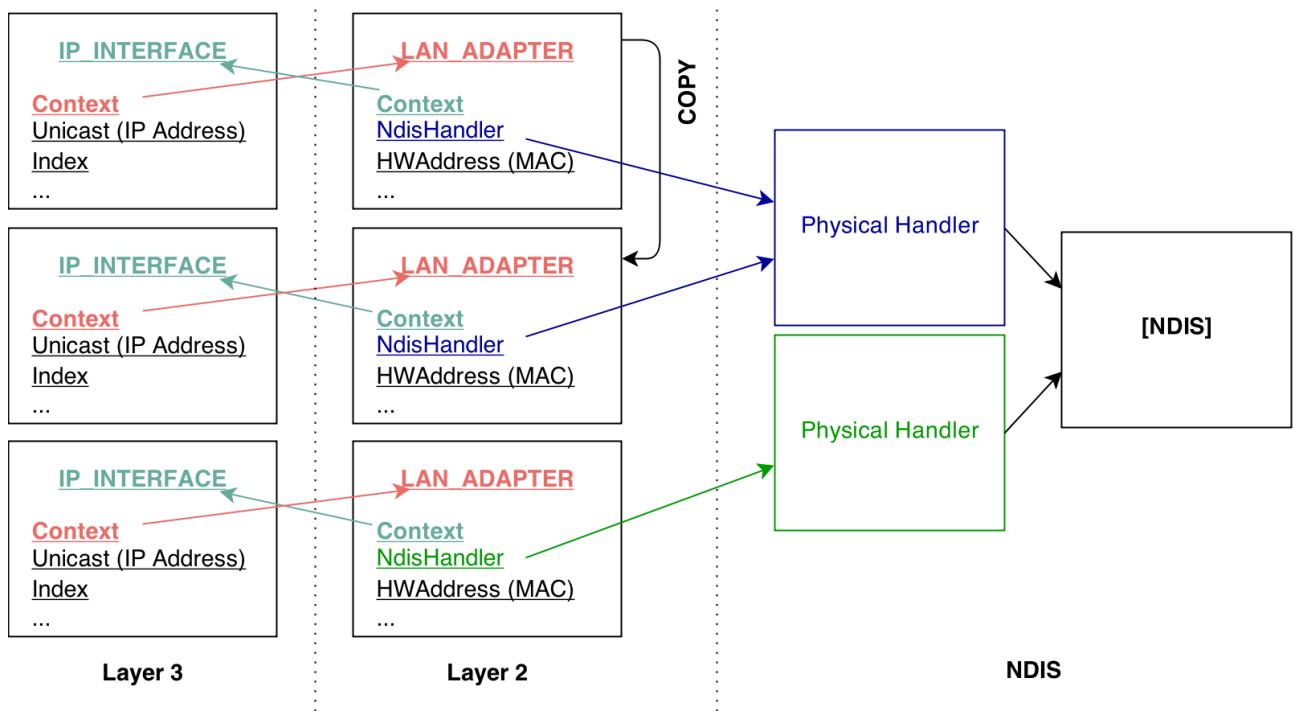 IP_INTERFACE
Context
Unicast (IP Address)
Index
...
LAN_ADAPTER
Context
NdisHandler
HWAddress (MAC)
...
COPY
IP_INTERFACE
Context
Unicast (IP Address)
Index
...
LAN_ADAPTER
Context
NdisHandler
HWAddress (MAC)
...
IP_INTERFACE
Context
Unicast (IP Address)
Index
...
LAN_ADAPTER
Context
NdisHandler
HWAddress (MAC)
...
Physical Handler
Physical Handler
[NDIS]
Layer 3
Layer 2
NDIS